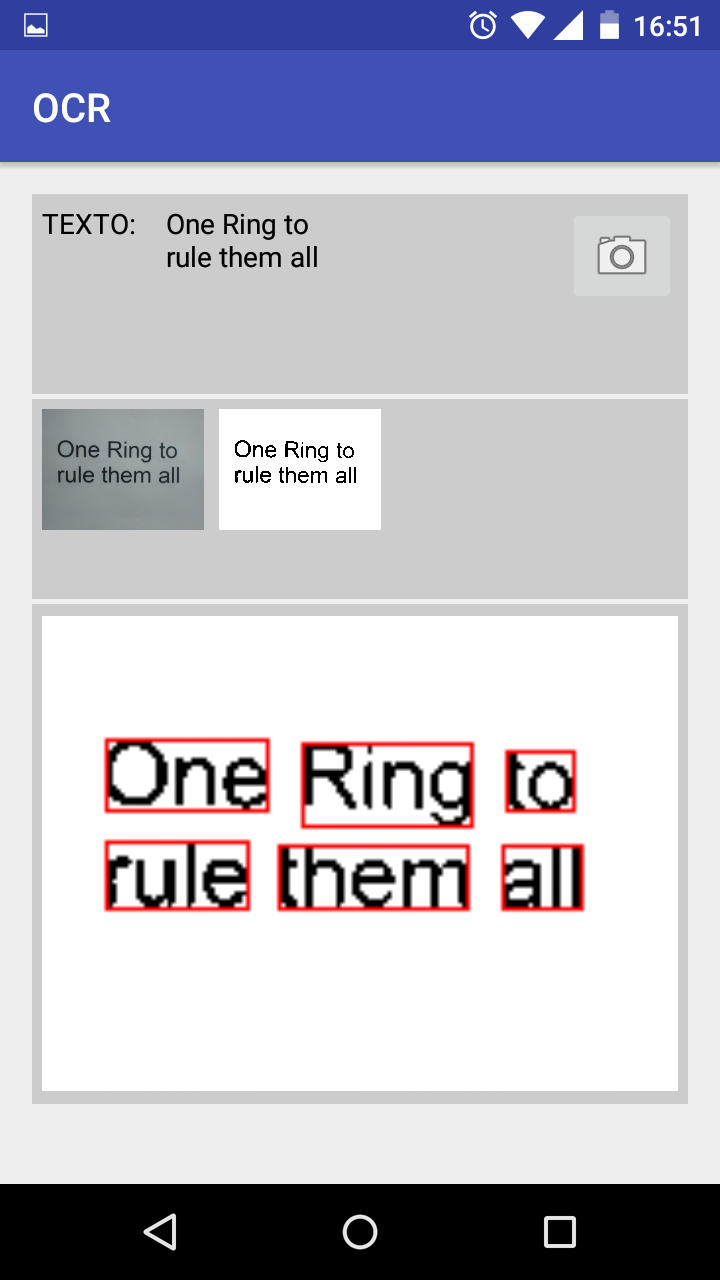 16:51
OCR
TEXTO: One Ring to
rule them all
One Ring to
rule them all
One Ring to
rule them all
One Ring to
rule them all